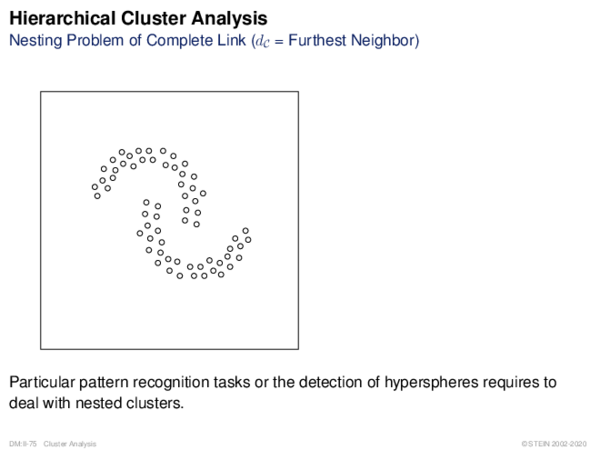 Hierarchical Cluster Analysis
Nesting Problem of Complete Link (d𝒸 = Furthest Neighbor)
Particular pattern recognition tasks or the detection of hyperspheres requires to
deal with nested clusters.
DM:II-75 Cluster Analysis
© STEIN 2002-2020